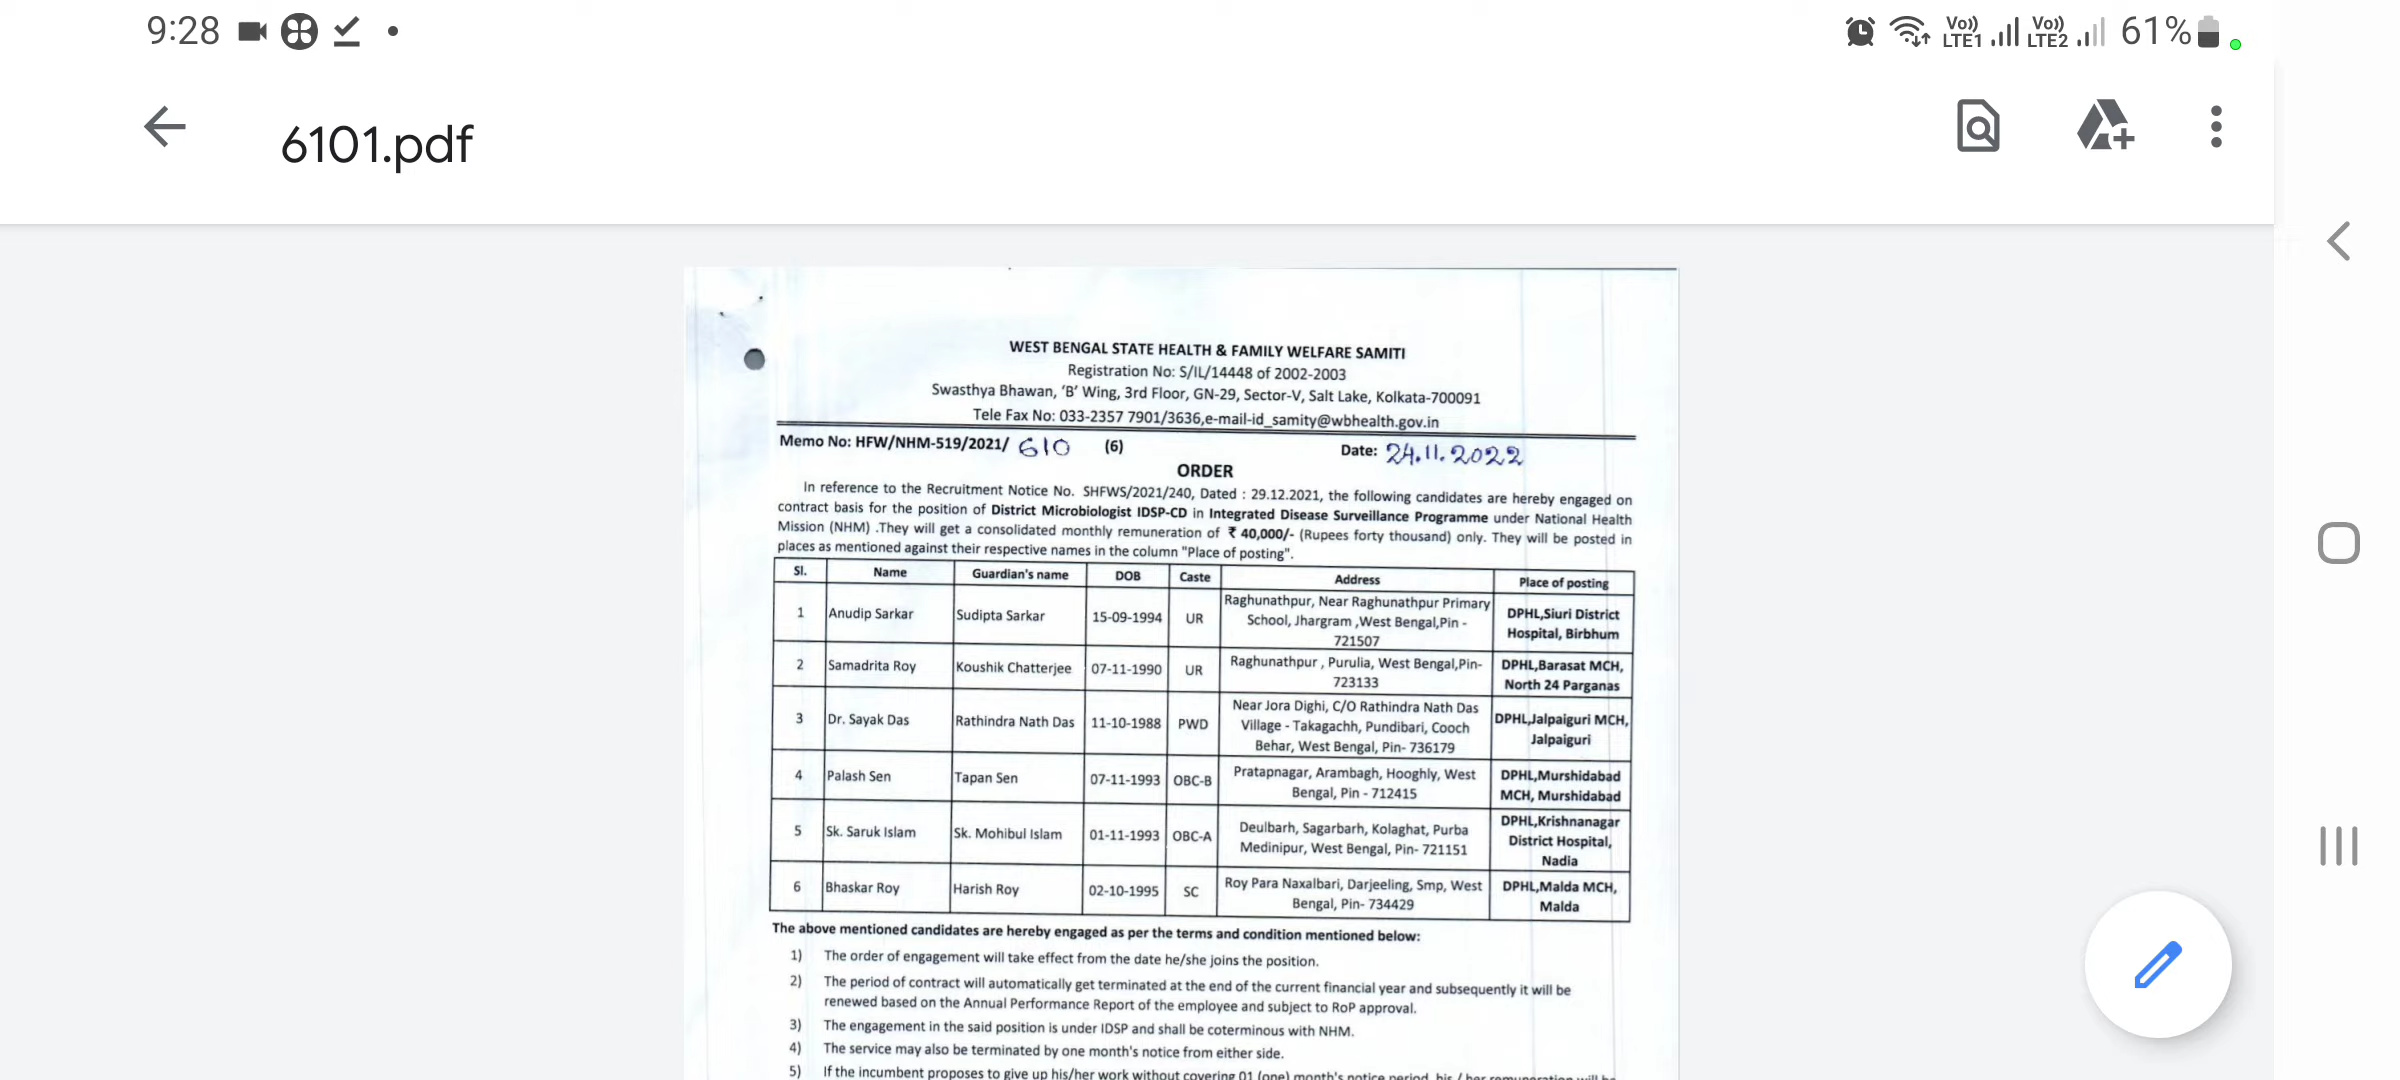 9:28
Vo)) LTE1 Vo)) LTE2 61%
6101.pdf
WEST BENGAL STATE HEALTH & FAMILY WELFARE SAMITI
Registration No: S/IL/14448 of 2002-2003
Swasthya Bhawan, 'B' Wing, 3rd Floor, GN-29, Sector-V, Salt Lake, Kolkata-700091
Tele Fax No: 033-2357 7901/3636,e-mail-id_samity@wbhealth.gov.in
Memo No: HFW/NHM-519/2021/ 610 (6) Date: 24.11.2022
ORDER
In reference to the Recruitment Notice No. SHFWS/2021/240, Dated : 29.12.2021, the following candidates are hereby engaged on
contract basis for the position of District Microbiologist IDSP-CD in Integrated Disease Surveillance Programme under National Health
Mission (NHM) .They will get a consolidated monthly remuneration of ₹ 40,000/- (Rupees forty thousand) only. They will be posted in
places as mentioned against their respective names in the column "Place of posting".
Sl. Name Guardian's name DOB Caste Address Place of posting
1 Anudip Sarkar Sudipta Sarkar 15-09-1994 UR Raghunathpur, Near Raghunathpur Primary
School, Jhargram ,West Bengal,Pin -
721507
DPHL,Siuri District
Hospital, Birbhum
2 Samadrita Roy Koushik Chatterjee 07-11-1990 UR Raghunathpur , Purulia, West Bengal,Pin-
723133
DPHL,Barasat MCH,
North 24 Parganas
3 Dr. Sayak Das Rathindra Nath Das 11-10-1988 PWD Near Jora Dighi, C/O Rathindra Nath Das
Village - Takagachh, Pundibari, Cooch
Behar, West Bengal, Pin- 736179
DPHL,Jalpaiguri MCH,
Jalpaiguri
4 Palash Sen Tapan Sen 07-11-1993 OBC-B Pratapnagar, Arambagh, Hooghly, West
Bengal, Pin - 712415
DPHL,Murshidabad
MCH, Murshidabad
5 Sk. Saruk Islam Sk. Mohibul Islam 01-11-1993 OBC-A Deulbarh, Sagarbarh, Kolaghat, Purba
Medinipur, West Bengal, Pin- 721151
DPHL,Krishnanagar
District Hospital,
Nadia
6 Bhaskar Roy Harish Roy 02-10-1995 SC Roy Para Naxalbari, Darjeeling, Smp, West
Bengal, Pin- 734429
DPHL,Malda MCH,
Malda
The above mentioned candidates are hereby engaged as per the terms and condition mentioned below:
1) The order of engagement will take effect from the date he/she joins the position.
2) The period of contract will automatically get terminated at the end of the current financial year and subsequently it will be
renewed based on the Annual Performance Report of the employee and subject to RoP approval.
3) The engagement in the said position is under IDSP and shall be coterminous with NHM.
4) The service may also be terminated by one month's notice from either side.
5) If the incumbent proposes to give up his/her work without covering 01 (one) month's notice period, his / her remuneration will be